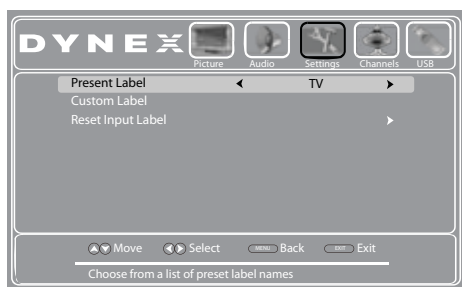 DYNEX
Picture Audio Settings Channels USB
Present Label TV
Custom Label
Reset Input Label
Move Select MENU Back EXIT Exit
Choose from a list of preset label names